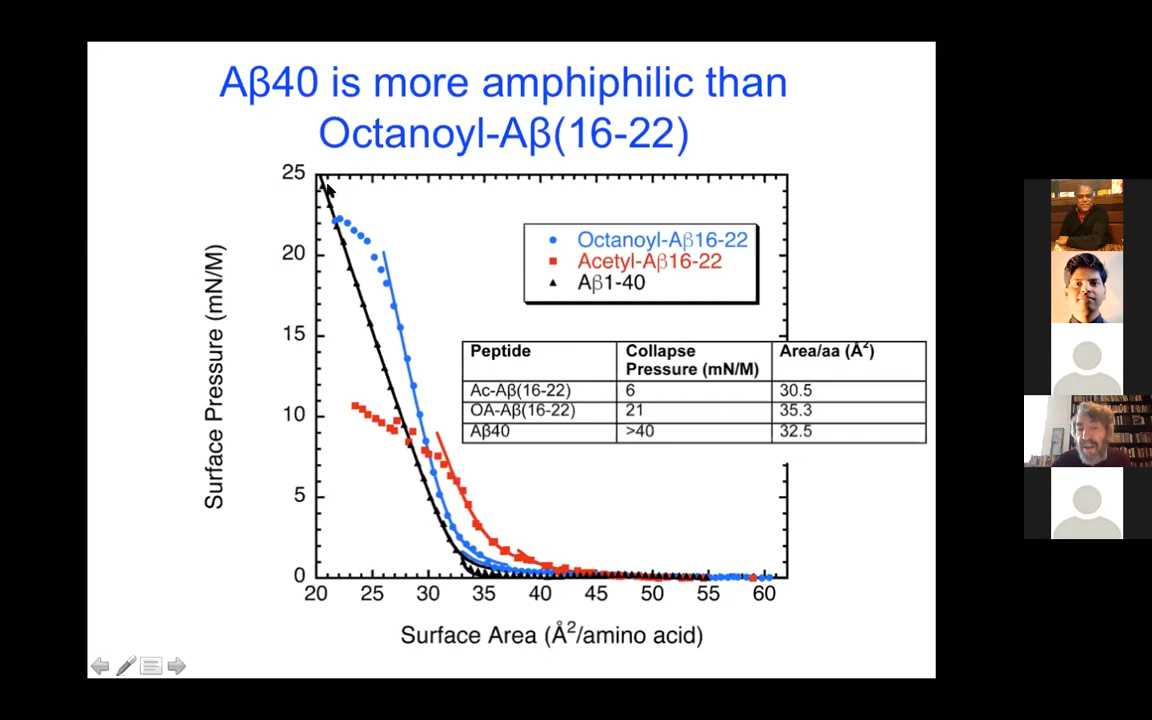 Aβ40 is more amphiphilic than
Octanoyl-Aβ(16-22)
25
20
15
10
5
0
Surface Pressure (mN/M)
Octanoyl-Aβ16-22
Acetyl-Aβ16-22
Aβ1-40
Peptide Collapse Area/aa (Å²)
Pressure (mN/M)
Ac-Aβ(16-22) 6 30.5
OA-Aβ(16-22) 21 35.3
Aβ40 >40 32.5
20 25 30 35 40 45 50 55 60
Surface Area (Å²/amino acid)